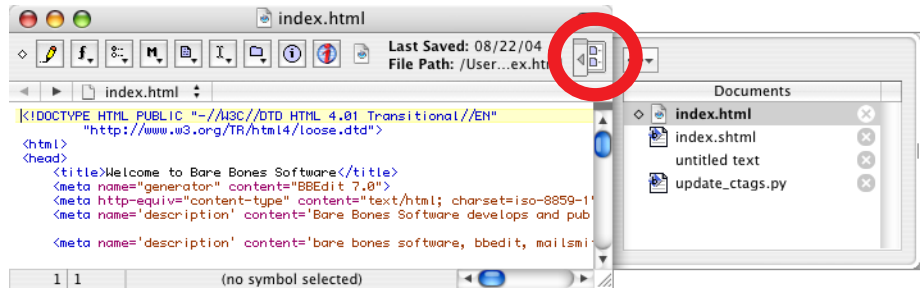 index.html
Last Saved: 08/22/04
File Path: /User...ex.ht
index.html
<!DOCTYPE HTML PUBLIC "-//W3C//DTD HTML 4.01 Transitional//EN"
"http://www.w3.org/TR/html4/loose.dtd">
<html>
<head>
<title>Welcome to Bare Bones Software</title>
<meta name="generator" content="BBEdit 7.0">
<meta http-equiv="content-type" content="text/html; charset=iso-8859-1"
<meta name='description' content='Bare Bones Software develops and pub
<meta name='description' content='bare bones software, bbedit, mailsmi
1 1 (no symbol selected)
Documents
index.html
index.shtml
untitled text
update_ctags.py